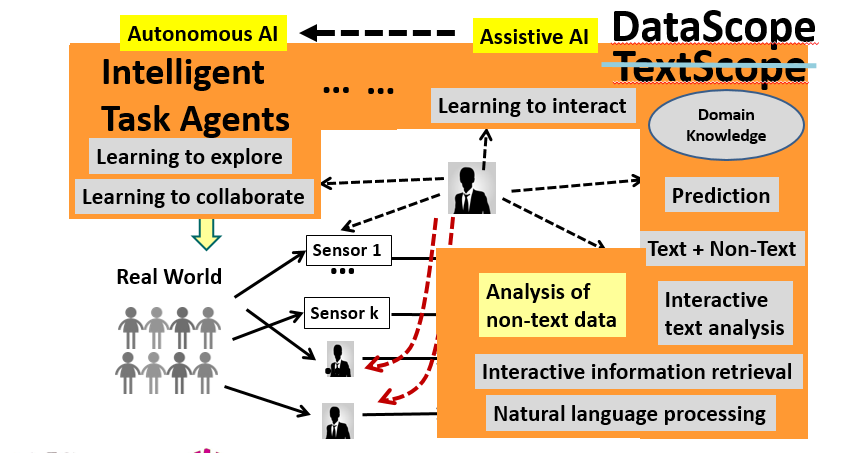 Autonomous AI
Assistive AI
DataScope
TextScope
Intelligent
Task Agents
... ...
Learning to interact
Domain
Knowledge
Learning to explore
Learning to collaborate
Prediction
Real World
Sensor 1
...
Sensor k
Text + Non-Text
Analysis of
non-text data
Interactive
text analysis
Interactive information retrieval
Natural language processing